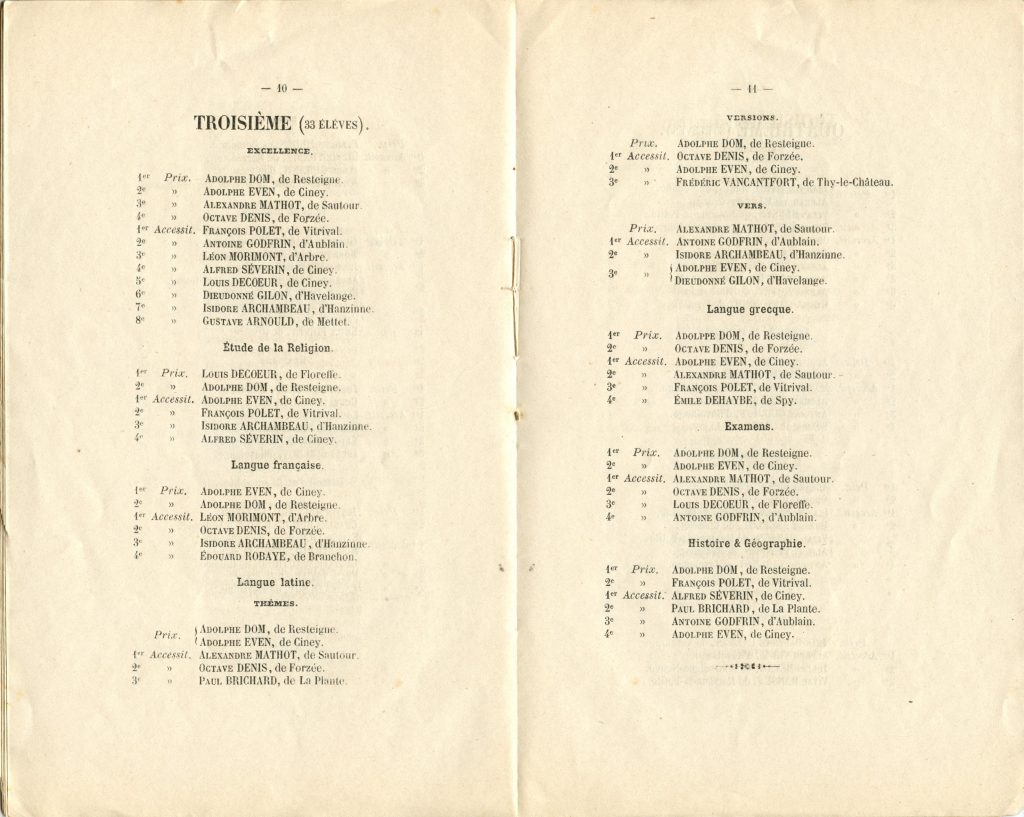 — 10 —
TROISIÈME (33 ÉLÈVES).
EXCELLENCE.
1er Prix. ADOLPHE DOM, de Resteigne.
2e » ADOLPHE EVEN, de Ciney.
3e » ALEXANDRE MATHOT, de Sautour.
4e » OCTAVE DENIS, de Forzée.
1er Accessit. FRANÇOIS POLET, de Vitrival.
2e » ANTOINE GODFRIN, d'Aublain.
3e » LÉON MORIMONT, d'Arbre.
4e » ALFRED SÉVERIN, de Ciney.
5e » LOUIS DECOEUR, de Ciney.
6e » DIEUDONNÉ GILON, d'Havelange.
7e » ISIDORE ARCHAMBEAU, d'Hanzinne.
8e » GUSTAVE ARNOULD, de Mettet.
Étude de la Religion.
1er Prix. LOUIS DECOEUR, de Floreffe.
2e » ADOLPHE DOM, de Resteigne.
1er Accessit. ADOLPHE EVEN, de Ciney.
2e » FRANÇOIS POLET, de Vitrival.
3e » ISIDORE ARCHAMBEAU, d'Hanzinne.
4e » ALFRED SÉVERIN, de Ciney.
Langue française.
1er Prix. ADOLPHE EVEN, de Ciney.
2e » ADOLPHE DOM, de Resteigne.
1er Accessit. LÉON MORIMONT, d'Arbre.
2e » OCTAVE DENIS, de Forzée.
3e » ISIDORE ARCHAMBEAU, d'Hanzinne.
4e » ÉDOUARD ROBAYE, de Branchon.
Langue latine.
THÈMES.
Prix. { ADOLPHE DOM, de Resteigne.
{ ADOLPHE EVEN, de Ciney.
1er Accessit. ALEXANDRE MATHOT, de Sautour.
2e » OCTAVE DENIS, de Forzée.
3e » PAUL BRICHARD, de La Plante.
— 11 —
VERSIONS.
Prix. ADOLPHE DOM, de Resteigne.
1er Accessit. OCTAVE DENIS, de Forzée.
2e » ADOLPHE EVEN, de Ciney.
3e » FRÉDÉRIC VANCANTFORT, de Thy-le-Château.
VERS.
Prix. ALEXANDRE MATHOT, de Sautour.
1er Accessit. ANTOINE GODFRIN, d'Aublain.
2e » ISIDORE ARCHAMBEAU, d'Hanzinne.
3e » { ADOLPHE EVEN, de Ciney.
{ DIEUDONNÉ GILON, d'Havelange.
Langue grecque.
1er Prix. ADOLPPE DOM, de Resteigne.
2e » OCTAVE DENIS, de Forzée.
1er Accessit. ADOLPHE EVEN, de Ciney.
2e » ALEXANDRE MATHOT, de Sautour.
3e » FRANÇOIS POLET, de Vitrival.
4e » ÉMILE DEHAYBE, de Spy.
Examens.
1er Prix. ADOLPHE DOM, de Resteigne.
2e » ADOLPHE EVEN, de Ciney.
1er Accessit. ALEXANDRE MATHOT, de Sautour.
2e » OCTAVE DENIS, de Forzée.
3e » LOUIS DECOEUR, de Floreffe.
4e » ANTOINE GODFRIN, d'Aublain.
Histoire & Géographie.
1er Prix. ADOLPHE DOM, de Resteigne.
2e » FRANÇOIS POLET, de Vitrival.
1er Accessit. ALFRED SÉVERIN, de Ciney.
2e » PAUL BRICHARD, de La Plante.
3e » ANTOINE GODFRIN, d'Aublain.
4e » ADOLPHE EVEN, de Ciney.